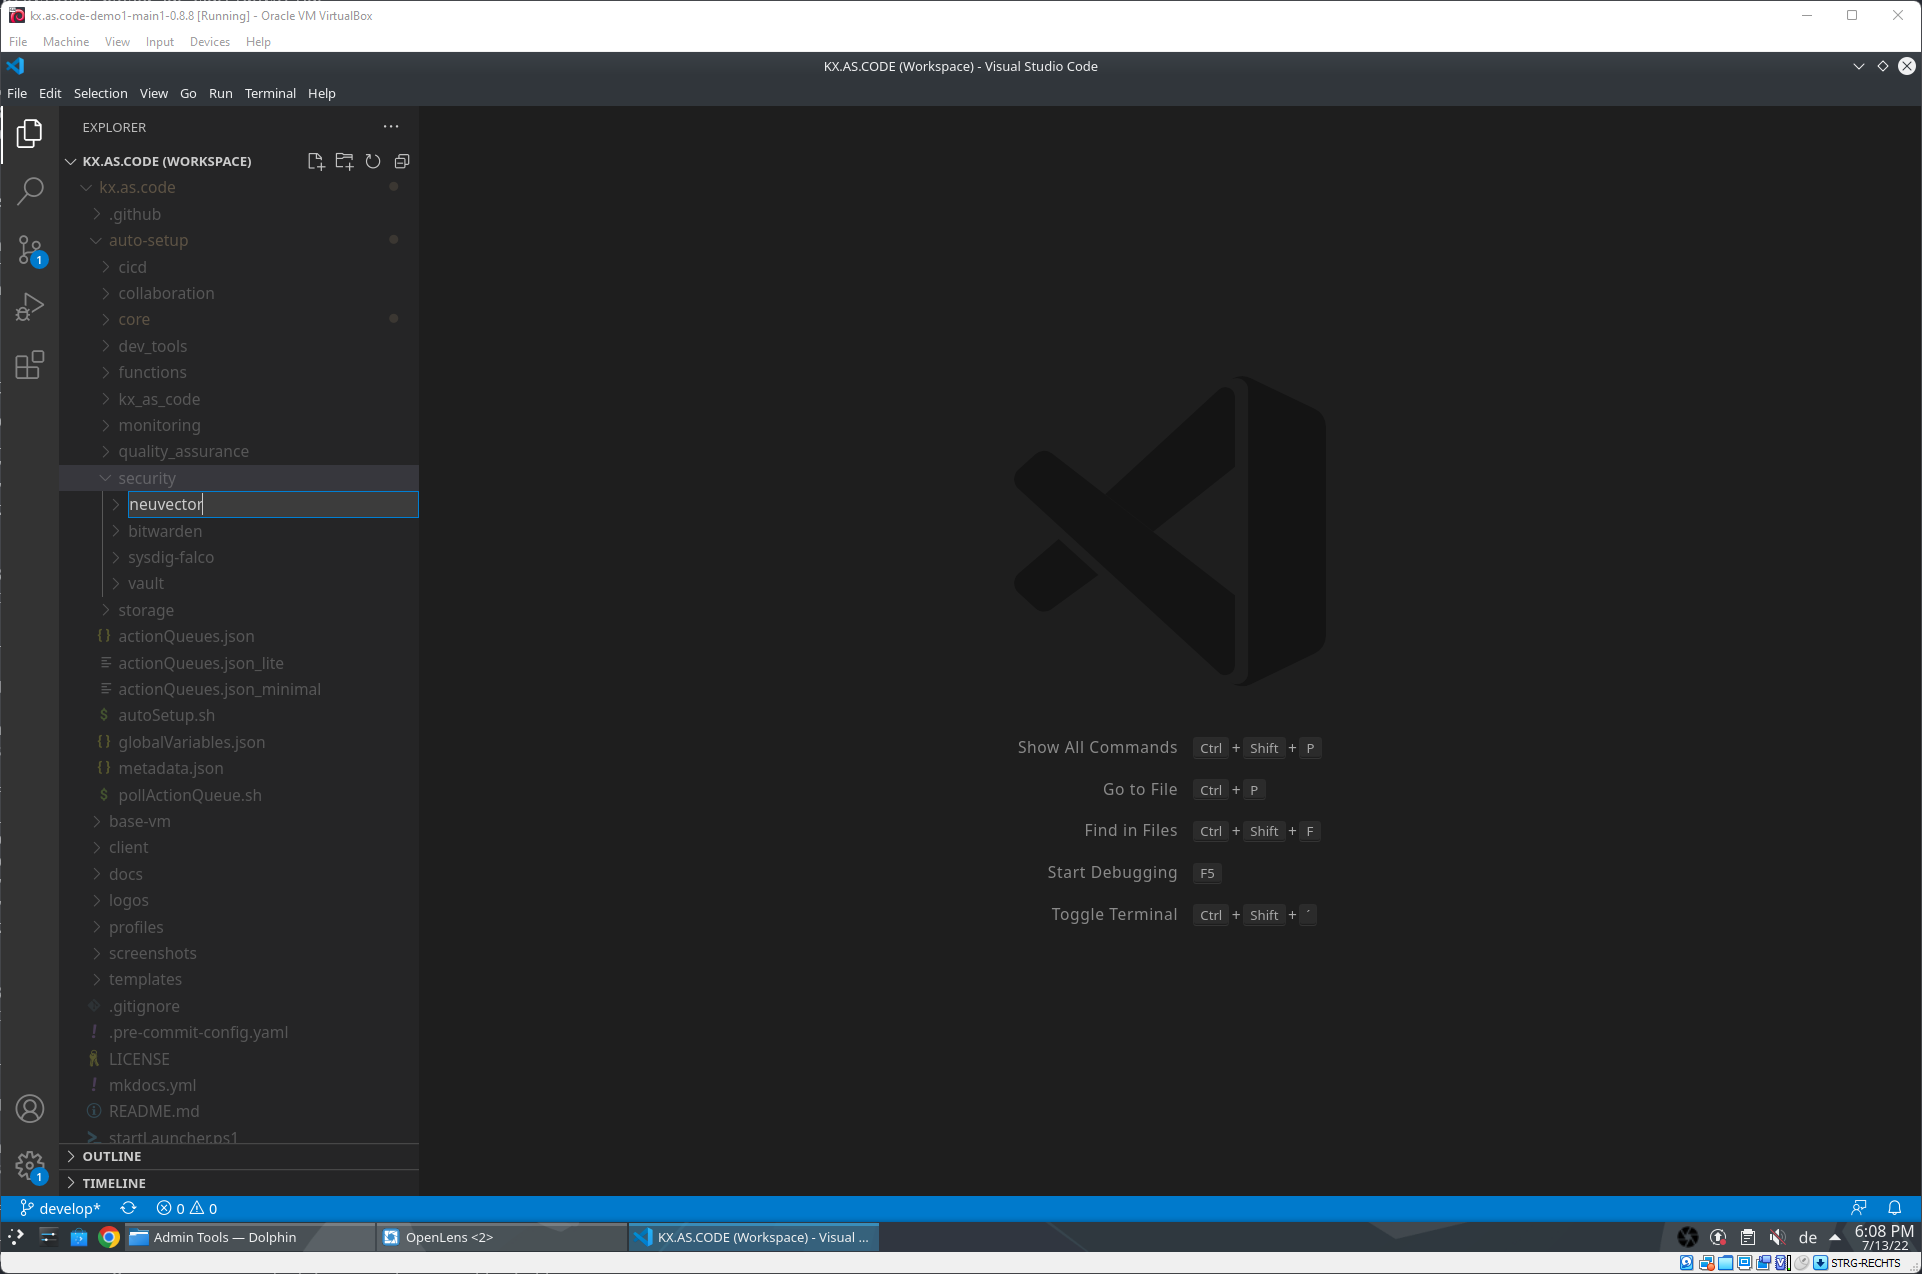 kx.as.code-demo1-main1-0.8.8 [Running] - Oracle VM VirtualBox
File Machine View Input Devices Help
KX.AS.CODE (Workspace) - Visual Studio Code
File Edit Selection View Go Run Terminal Help
EXPLORER
KX.AS.CODE (WORKSPACE)
kx.as.code
.github
auto-setup
1
cicd
collaboration
core
dev_tools
functions
kx_as_code
monitoring
quality_assurance
security
neuvector
bitwarden
sysdig-falco
vault
storage
actionQueues.json
actionQueues.json_lite
actionQueues.json_minimal
autoSetup.sh
globalVariables.json
metadata.json
pollActionQueue.sh
base-vm
client
docs
logos
profiles
screenshots
templates
.gitignore
.pre-commit-config.yaml
LICENSE
mkdocs.yml
README.md
startLauncher.ps1
OUTLINE
1
TIMELINE
Show All Commands Ctrl + Shift + P
Go to File Ctrl + P
Find in Files Ctrl + Shift + F
Start Debugging F5
Toggle Terminal Ctrl + Shift + ´
develop* 0 0
Admin Tools — Dolphin OpenLens <2> KX.AS.CODE (Workspace) - Visual ... de 6:08 PM
7/13/22
STRG-RECHTS